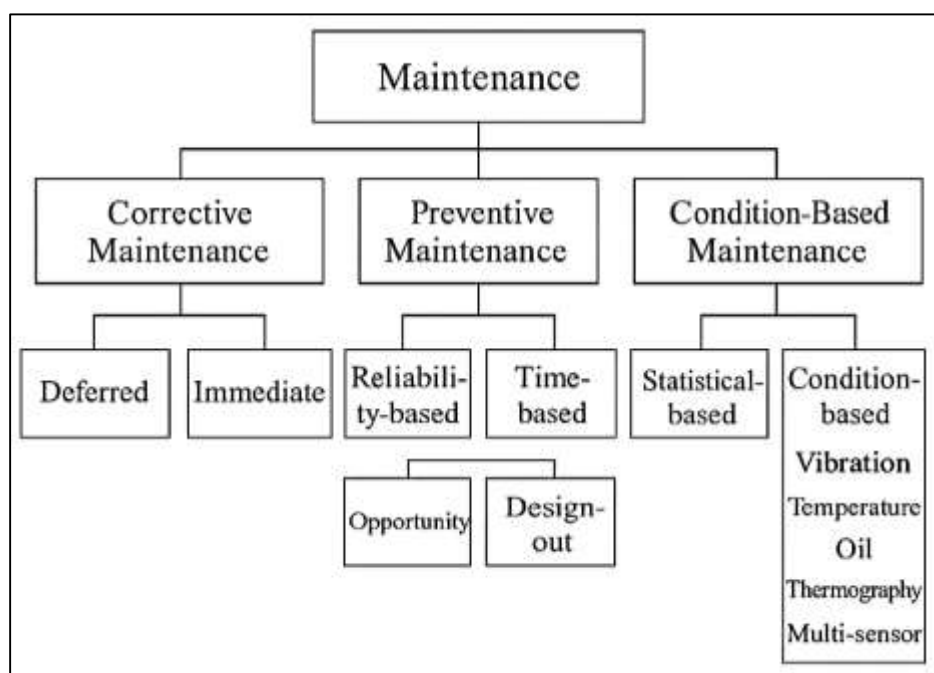 Maintenance
Corrective
Maintenance
Preventive
Maintenance
Condition-Based
Maintenance
Deferred
Immediate
Reliabili-
ty-based
Time-
based
Statistical-
based
Condition-
based
Vibration
Temperature
Oil
Thermography
Multi-sensor
Opportunity
Design-
out